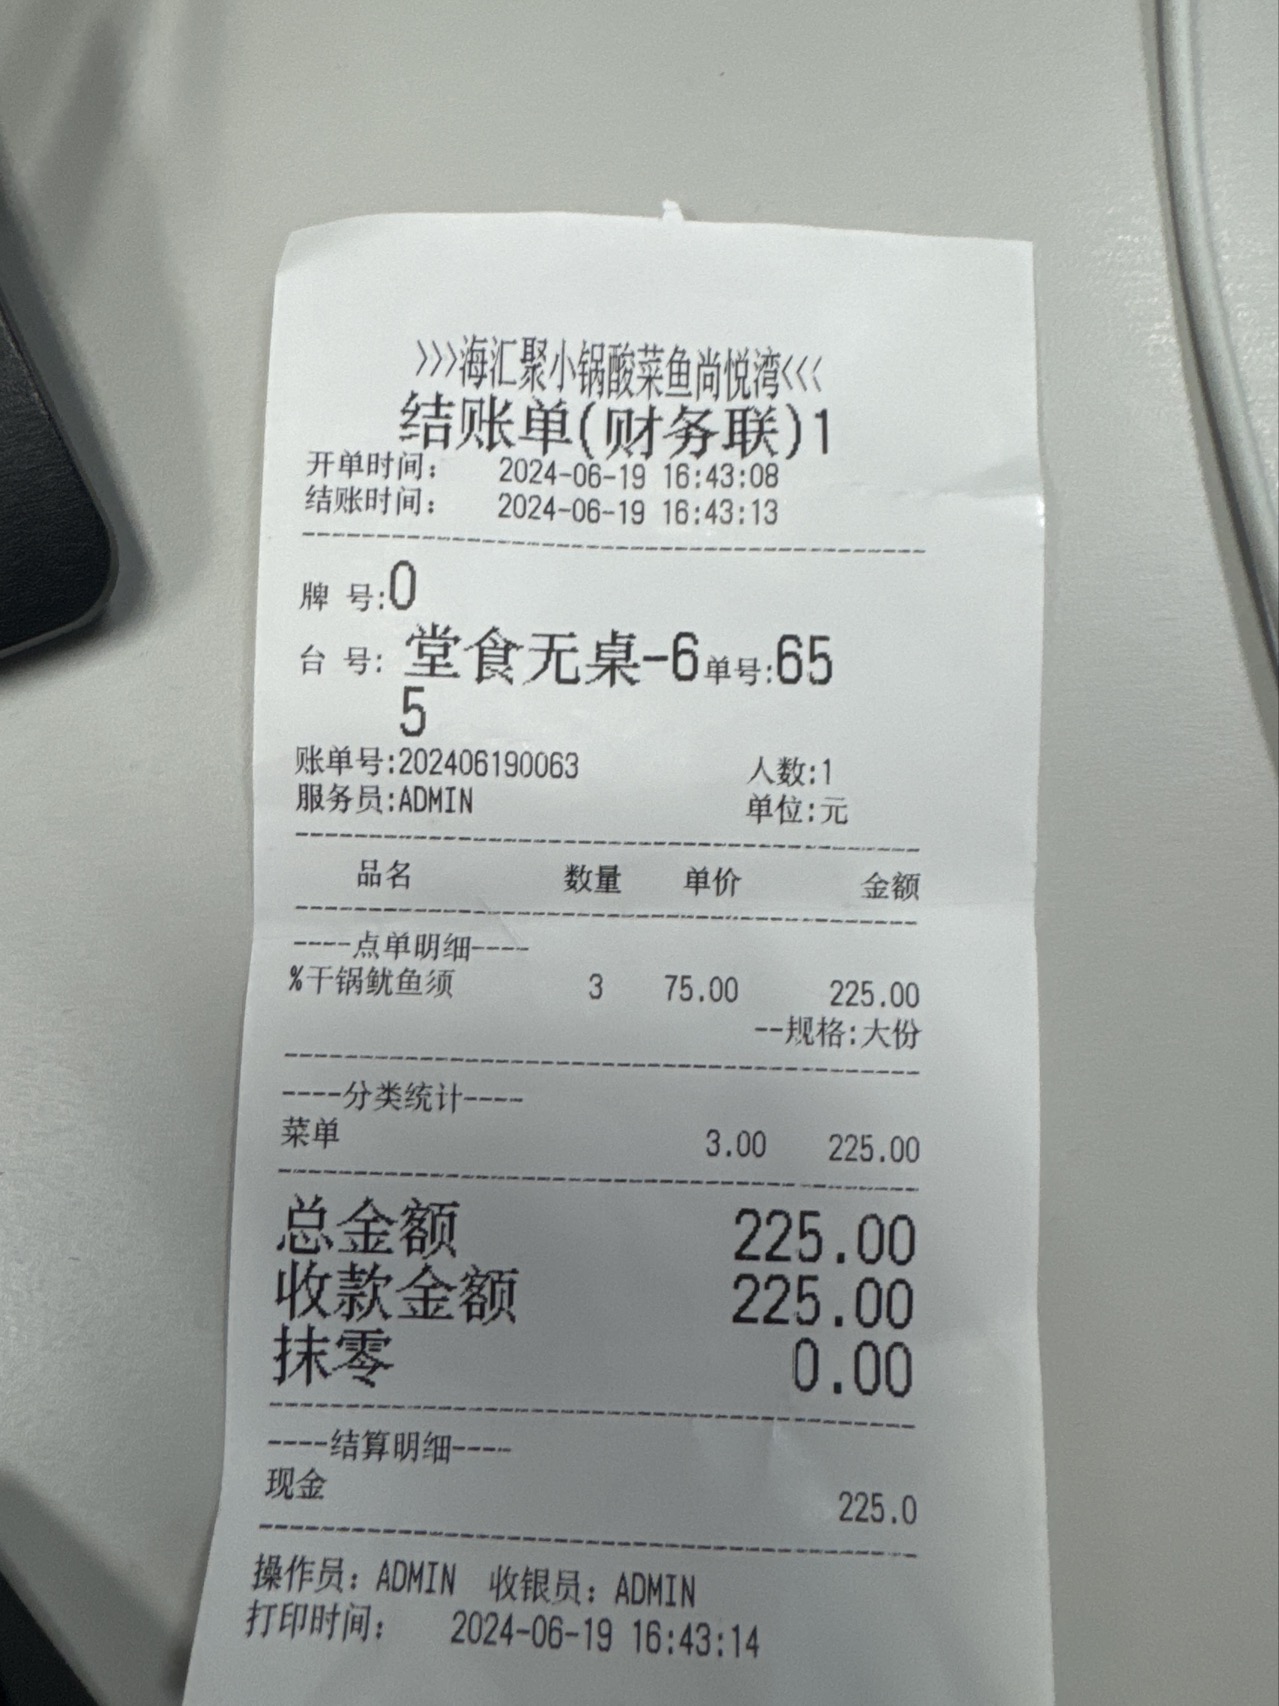 >>>海汇聚小锅酸菜鱼尚悦湾<<<
结账单(财务联)1
开单时间: 2024-06-19 16:43:08
结账时间: 2024-06-19 16:43:13
牌 号:0
台 号: 堂食无桌-6单号:65
5
账单号:202406190063 人数:1
服务员:ADMIN 单位:元
品名 数量 单价 金额
----点单明细----
%干锅鱿鱼须 3 75.00 225.00
--规格:大份
----分类统计----
菜单 3.00 225.00
总金额 225.00
收款金额 225.00
抹零 0.00
----结算明细----
现金 225.0
操作员: ADMIN 收银员: ADMIN
打印时间: 2024-06-19 16:43:14